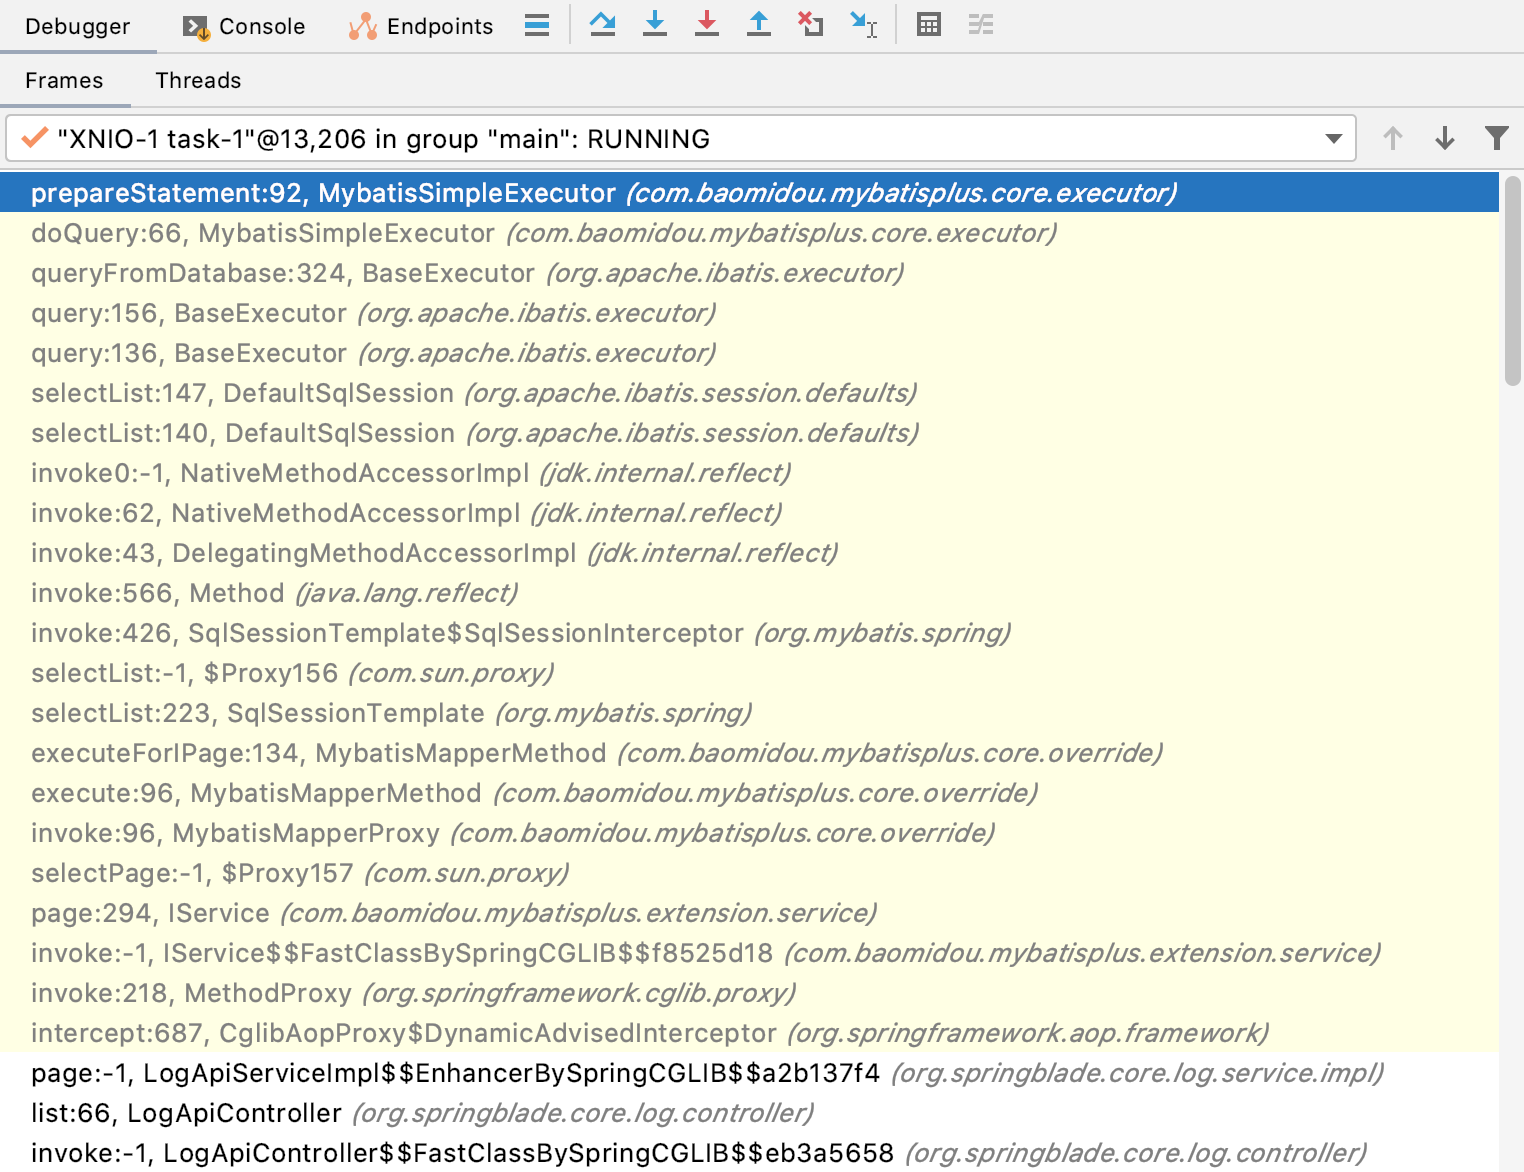 Debugger Console Endpoints
Frames Threads
"XNIO-1 task-1"@13,206 in group "main": RUNNING
prepareStatement:92, MybatisSimpleExecutor (com.baomidou.mybatisplus.core.executor)
doQuery:66, MybatisSimpleExecutor (com.baomidou.mybatisplus.core.executor)
queryFromDatabase:324, BaseExecutor (org.apache.ibatis.executor)
query:156, BaseExecutor (org.apache.ibatis.executor)
query:136, BaseExecutor (org.apache.ibatis.executor)
selectList:147, DefaultSqlSession (org.apache.ibatis.session.defaults)
selectList:140, DefaultSqlSession (org.apache.ibatis.session.defaults)
invoke0:-1, NativeMethodAccessorImpl (jdk.internal.reflect)
invoke:62, NativeMethodAccessorImpl (jdk.internal.reflect)
invoke:43, DelegatingMethodAccessorImpl (jdk.internal.reflect)
invoke:566, Method (java.lang.reflect)
invoke:426, SqlSessionTemplate$SqlSessionInterceptor (org.mybatis.spring)
selectList:-1, $Proxy156 (com.sun.proxy)
selectList:223, SqlSessionTemplate (org.mybatis.spring)
executeForIPage:134, MybatisMapperMethod (com.baomidou.mybatisplus.core.override)
execute:96, MybatisMapperMethod (com.baomidou.mybatisplus.core.override)
invoke:96, MybatisMapperProxy (com.baomidou.mybatisplus.core.override)
selectPage:-1, $Proxy157 (com.sun.proxy)
page:294, IService (com.baomidou.mybatisplus.extension.service)
invoke:-1, IService$$FastClassBySpringCGLIB$$f8525d18 (com.baomidou.mybatisplus.extension.service)
invoke:218, MethodProxy (org.springframework.cglib.proxy)
intercept:687, CglibAopProxy$DynamicAdvisedInterceptor (org.springframework.aop.framework)
page:-1, LogApiServiceImpl$$EnhancerBySpringCGLIB$$a2b137f4 (org.springblade.core.log.service.impl)
list:66, LogApiController (org.springblade.core.log.controller)
invoke:-1, LogApiController$$FastClassBySpringCGLIB$$eb3a5658 (org.springblade.core.log.controller)